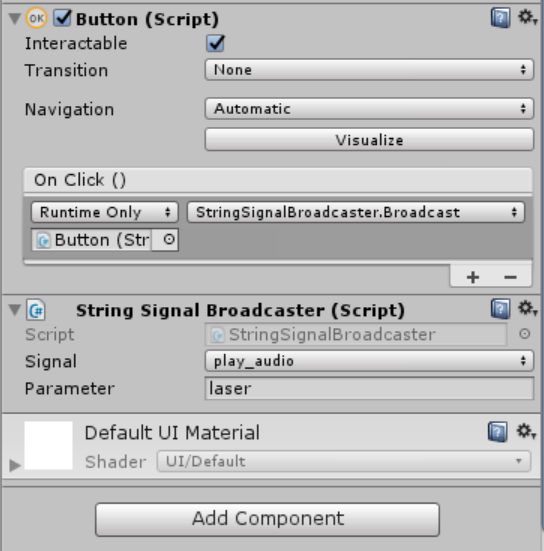 OK Button (Script)
Interactable
Transition None
Navigation Automatic
Visualize
On Click ()
Runtime Only StringSignalBroadcaster.Broadcast
Button (Str
+ −
C# String Signal Broadcaster (Script)
Script StringSignalBroadcaster
Signal play_audio
Parameter laser
Default UI Material
Shader UI/Default
Add Component